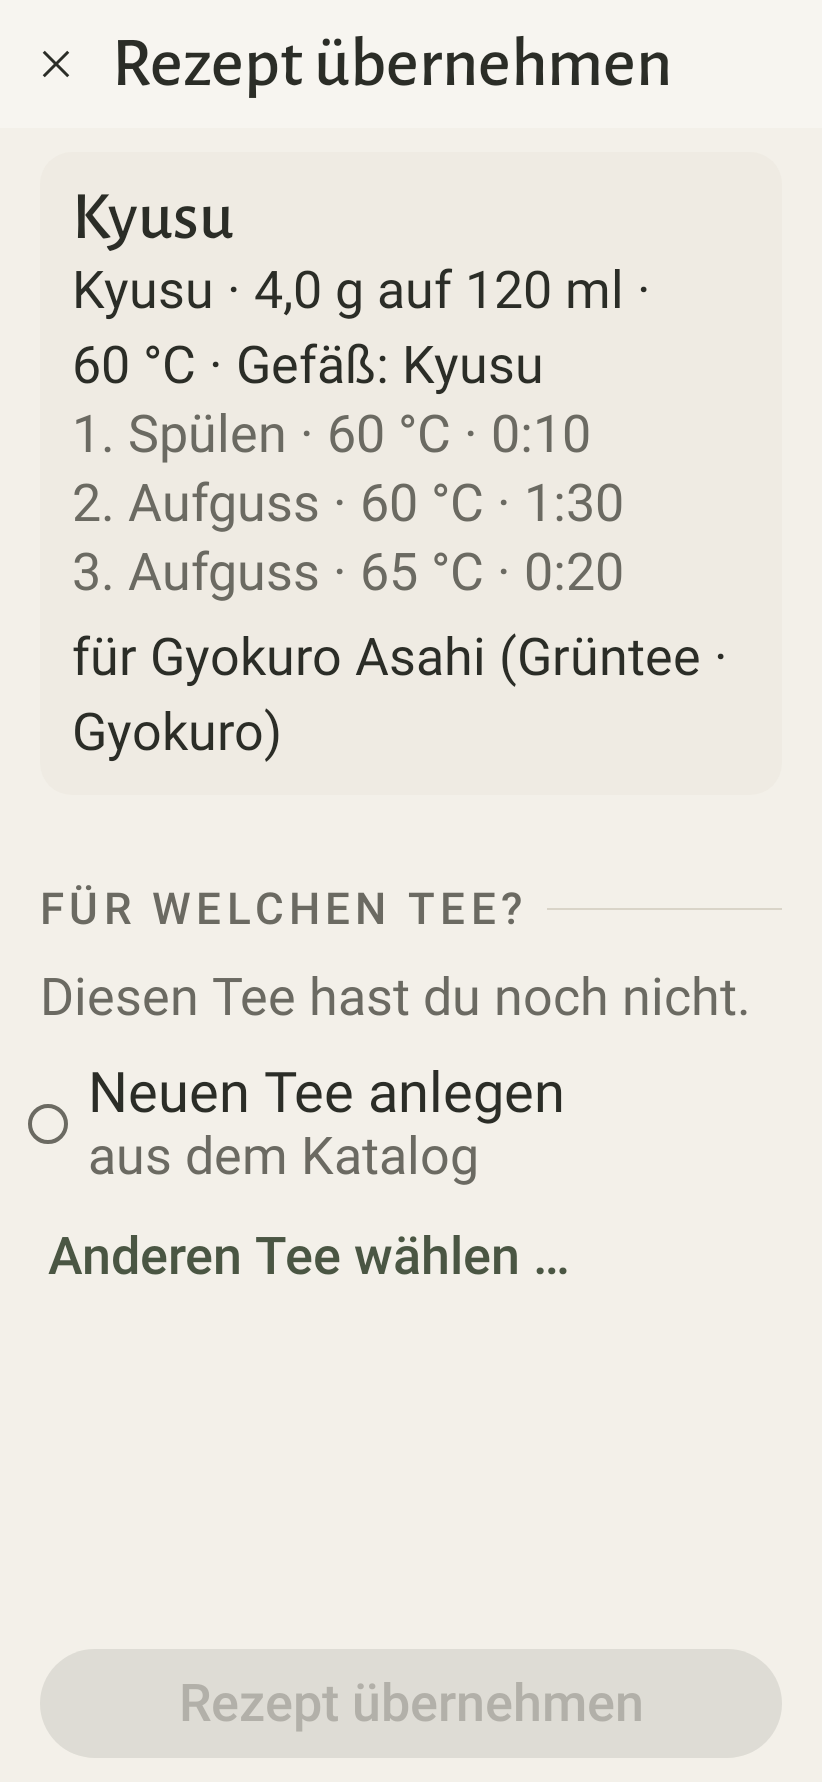 Rezept übernehmen
Kyusu
Kyusu · 4,0 g auf 120 ml ·
60 °C · Gefäß: Kyusu
1. Spülen · 60 °C · 0:10
2. Aufguss · 60 °C · 1:30
3. Aufguss · 65 °C · 0:20
für Gyokuro Asahi (Grüntee ·
Gyokuro)
FÜR WELCHEN TEE?
Diesen Tee hast du noch nicht.
Neuen Tee anlegen
aus dem Katalog
Anderen Tee wählen …
Rezept übernehmen